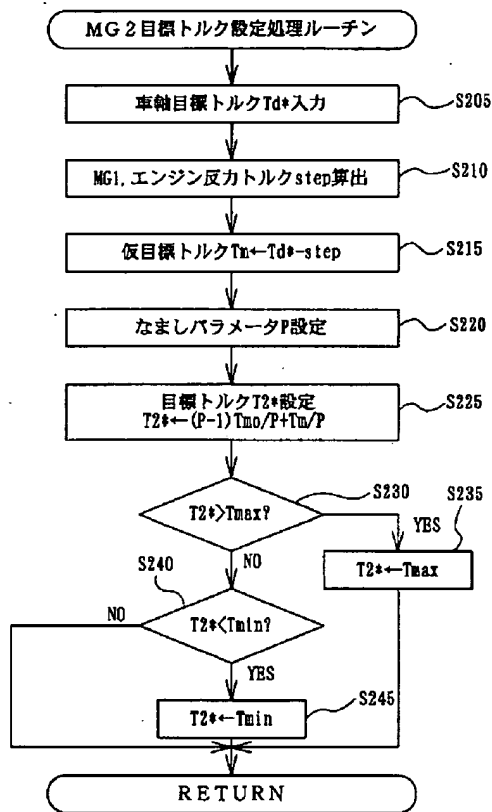 MG2目標トルク設定処理ルーチン
車軸目標トルクTd*入力
S205
MG1,エンジン反力トルクstep算出
S210
仮目標トルクTm←Td*-step
S215
なましパラメータP設定
S220
目標トルクT2*設定
T2*←(P-1)Tmo/P+Tm/P
S225
T2*>Tmax?
S230
YES
S235
T2*←Tmax
NO
S240
T2*<Tmin?
NO
YES
T2*←Tmin
S245
RETURN